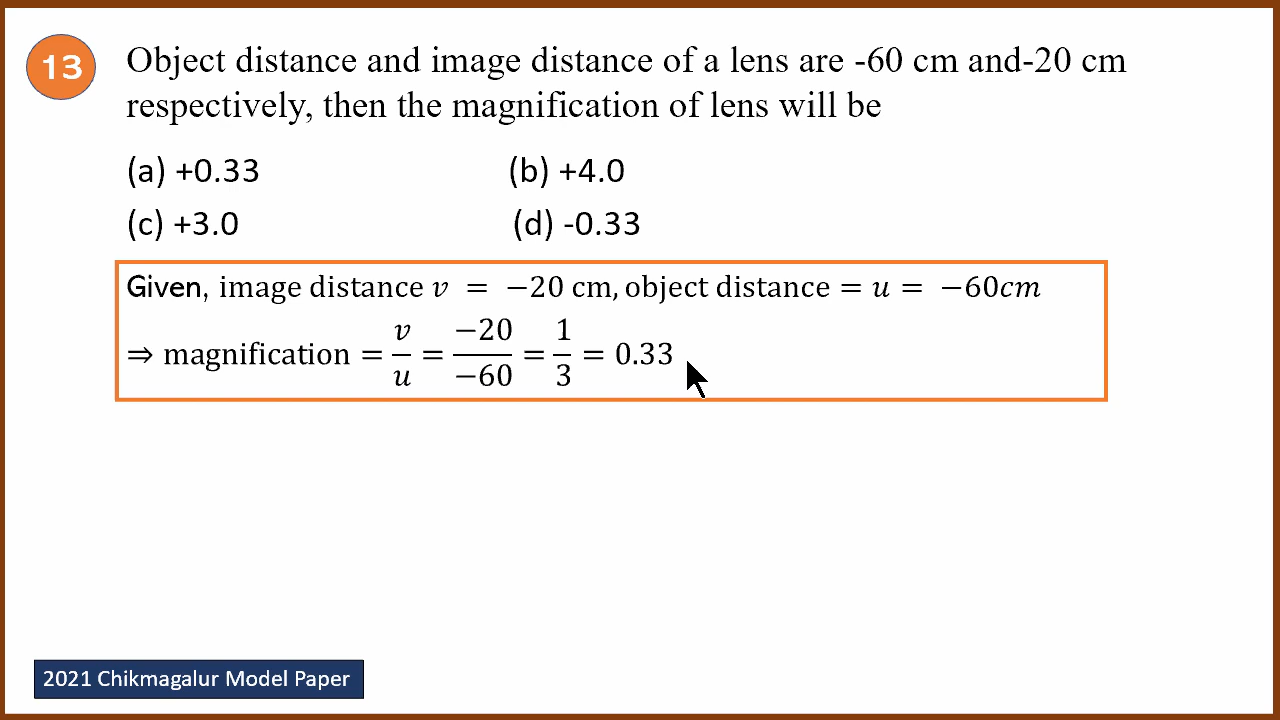 13
Object distance and image distance of a lens are -60 cm and-20 cm
respectively, then the magnification of lens will be
(a) +0.33 (b) +4.0
(c) +3.0 (d) -0.33
Given, image distance v = −20 cm, object distance = u = −60cm
⇒ magnification = v/u = −20/−60 = 1/3 = 0.33
2021 Chikmagalur Model Paper